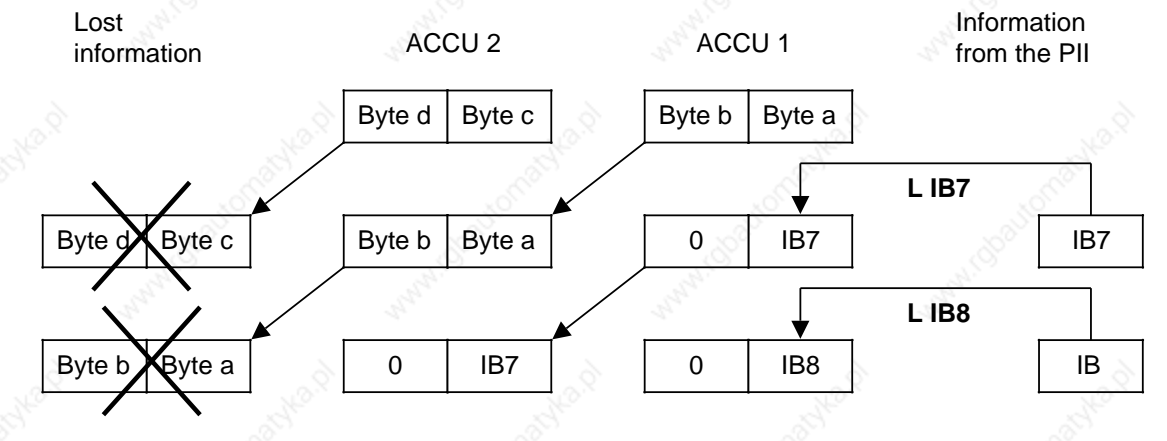 Lost
information
ACCU 2
ACCU 1
Information
from the PII
Byte d
Byte c
Byte b
Byte a
L IB7
Byte d
Byte c
Byte b
Byte a
0
IB7
IB7
L IB8
Byte b
Byte a
0
IB7
0
IB8
IB
www.rgbautomatyka.pl